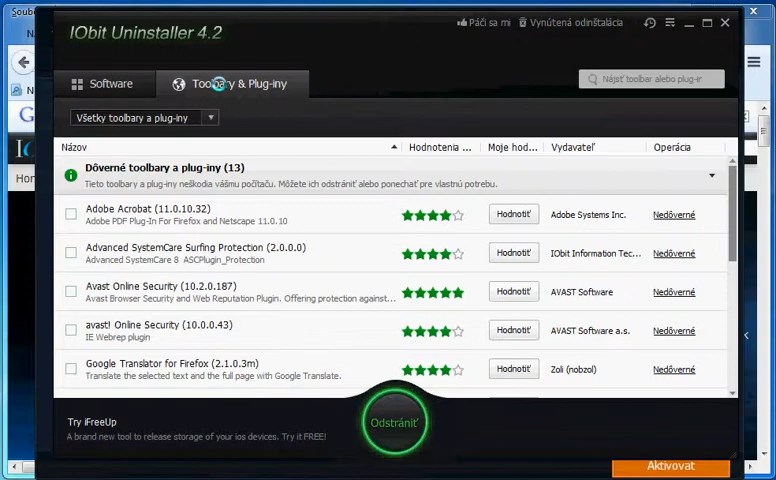 Soubo
IObit Uninstaller 4.2
Páči sa mi
Vynútená odinštalácia
Software
Toolbary & Plug-iny
Nájsť toolbar alebo plug-ir
Všetky toolbary a plug-iny
Názov
Hodnotenia ...
Moje hod...
Vydavateľ
Operácia
Hom
Dôverné toolbary a plug-iny (13)
Tieto toolbary a plug-iny neškodia vášmu počítaču. Môžete ich odstrániť alebo ponechať pre vlastnú potrebu.
Adobe Acrobat (11.0.10.32)
Adobe PDF Plug-In For Firefox and Netscape 11.0.10
Hodnotiť
Adobe Systems Inc.
Nedôverné
Advanced SystemCare Surfing Protection (2.0.0.0)
Advanced SystemCare 8 ASCPlugin_Protection
Hodnotiť
IObit Information Tec...
Nedôverné
Avast Online Security (10.2.0.187)
Avast Browser Security and Web Reputation Plugin. Offering protection against...
Hodnotiť
AVAST Software
Nedôverné
avast! Online Security (10.0.0.43)
IE Webrep plugin
Hodnotiť
AVAST Software a.s.
Nedôverné
Google Translator for Firefox (2.1.0.3m)
Translate the selected text and the full page with Google Translate.
Hodnotiť
Zoli (nobzol)
Nedôverné
Try iFreeUp
A brand new tool to release storage of your ios devices. Try it FREE!
Odstrániť
Aktivovat